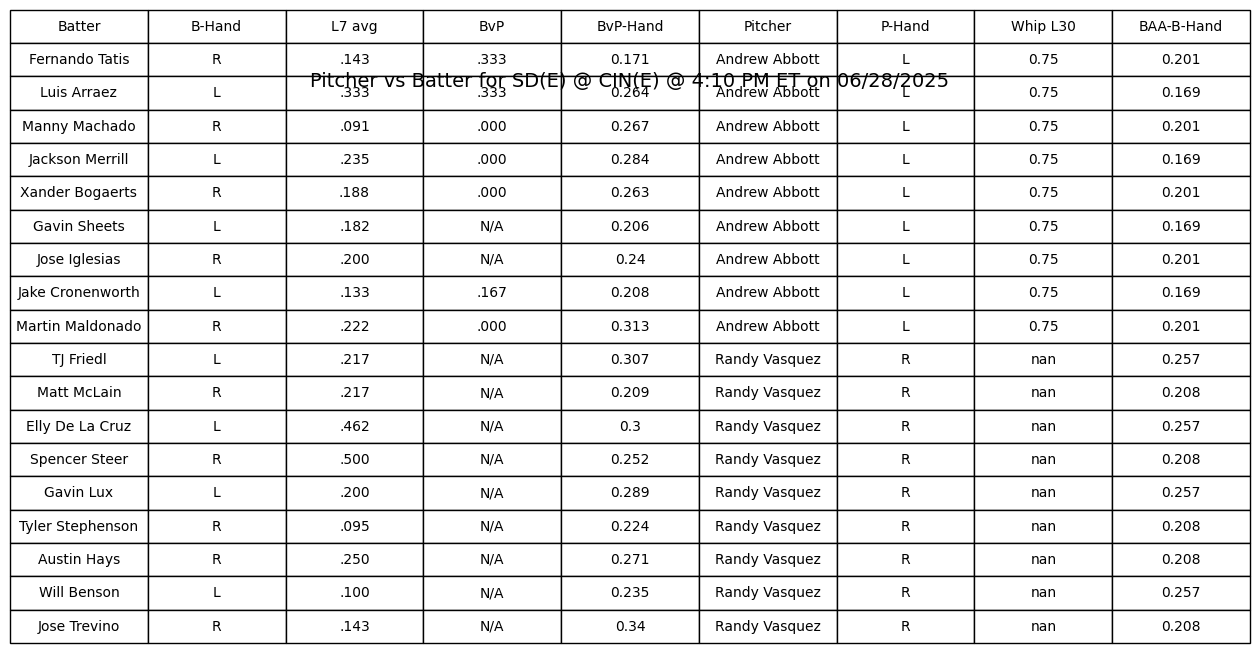 Batter B-Hand L7 avg BvP BvP-Hand Pitcher P-Hand Whip L30 BAA-B-Hand
Fernando Tatis R .143 .333 0.171 Andrew Abbott L 0.75 0.201
Pitcher vs Batter for SD(E) @ CIN(E) @ 4:10 PM ET on 06/28/2025
Luis Arraez L .333 .333 0.264 Andrew Abbott L 0.75 0.169
Manny Machado R .091 .000 0.267 Andrew Abbott L 0.75 0.201
Jackson Merrill L .235 .000 0.284 Andrew Abbott L 0.75 0.169
Xander Bogaerts R .188 .000 0.263 Andrew Abbott L 0.75 0.201
Gavin Sheets L .182 N/A 0.206 Andrew Abbott L 0.75 0.169
Jose Iglesias R .200 N/A 0.24 Andrew Abbott L 0.75 0.201
Jake Cronenworth L .133 .167 0.208 Andrew Abbott L 0.75 0.169
Martin Maldonado R .222 .000 0.313 Andrew Abbott L 0.75 0.201
TJ Friedl L .217 N/A 0.307 Randy Vasquez R nan 0.257
Matt McLain R .217 N/A 0.209 Randy Vasquez R nan 0.208
Elly De La Cruz L .462 N/A 0.3 Randy Vasquez R nan 0.257
Spencer Steer R .500 N/A 0.252 Randy Vasquez R nan 0.208
Gavin Lux L .200 N/A 0.289 Randy Vasquez R nan 0.257
Tyler Stephenson R .095 N/A 0.224 Randy Vasquez R nan 0.208
Austin Hays R .250 N/A 0.271 Randy Vasquez R nan 0.208
Will Benson L .100 N/A 0.235 Randy Vasquez R nan 0.257
Jose Trevino R .143 N/A 0.34 Randy Vasquez R nan 0.208